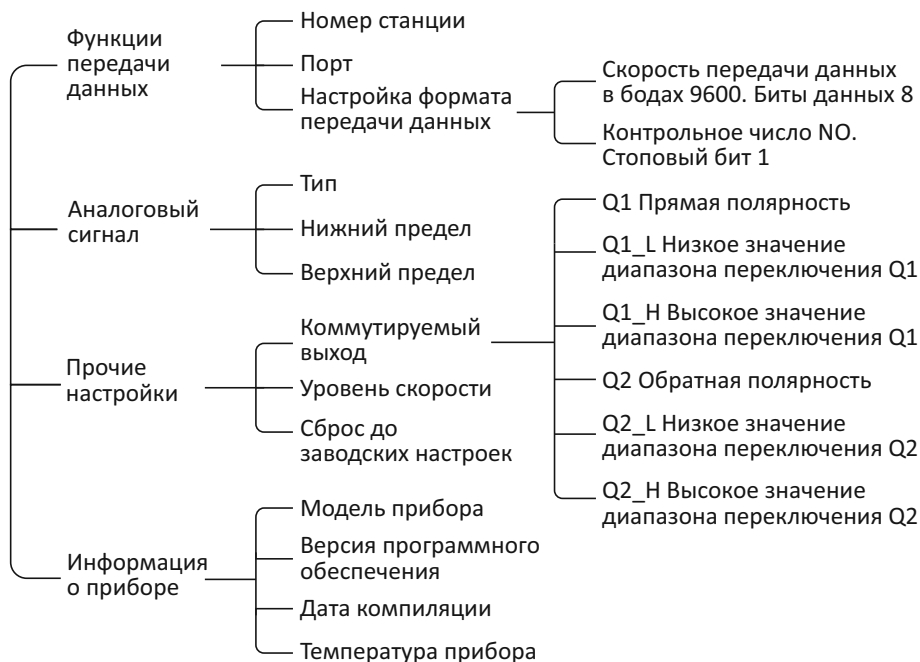 Функции
передачи
данных
Номер станции
Порт
Настройка формата
передачи данных
Скорость передачи данных
в бодах 9600. Биты данных 8
Контрольное число NO.
Стоповый бит 1
Аналоговый
сигнал
Тип
Нижний предел
Верхний предел
Прочие
настройки
Коммутируемый
выход
Q1 Прямая полярность
Q1_L Низкое значение
диапазона переключения Q1
Q1_H Высокое значение
диапазона переключения Q1
Q2 Обратная полярность
Q2_L Низкое значение
диапазона переключения Q2
Q2_H Высокое значение
диапазона переключения Q2
Уровень скорости
Сброс до
заводских настроек
Информация
о приборе
Модель прибора
Версия программного
обеспечения
Дата компиляции
Температура прибора